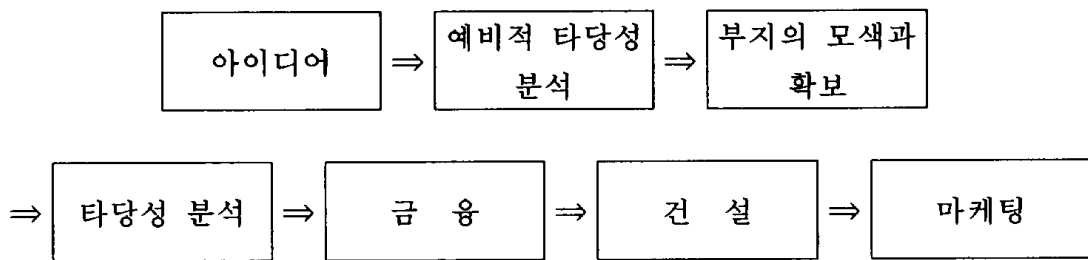 아이디어 ⇒ 예비적 타당성 분석 ⇒ 부지의 모색과 확보
⇒ 타당성 분석 ⇒ 금 융 ⇒ 건 설 ⇒ 마케팅